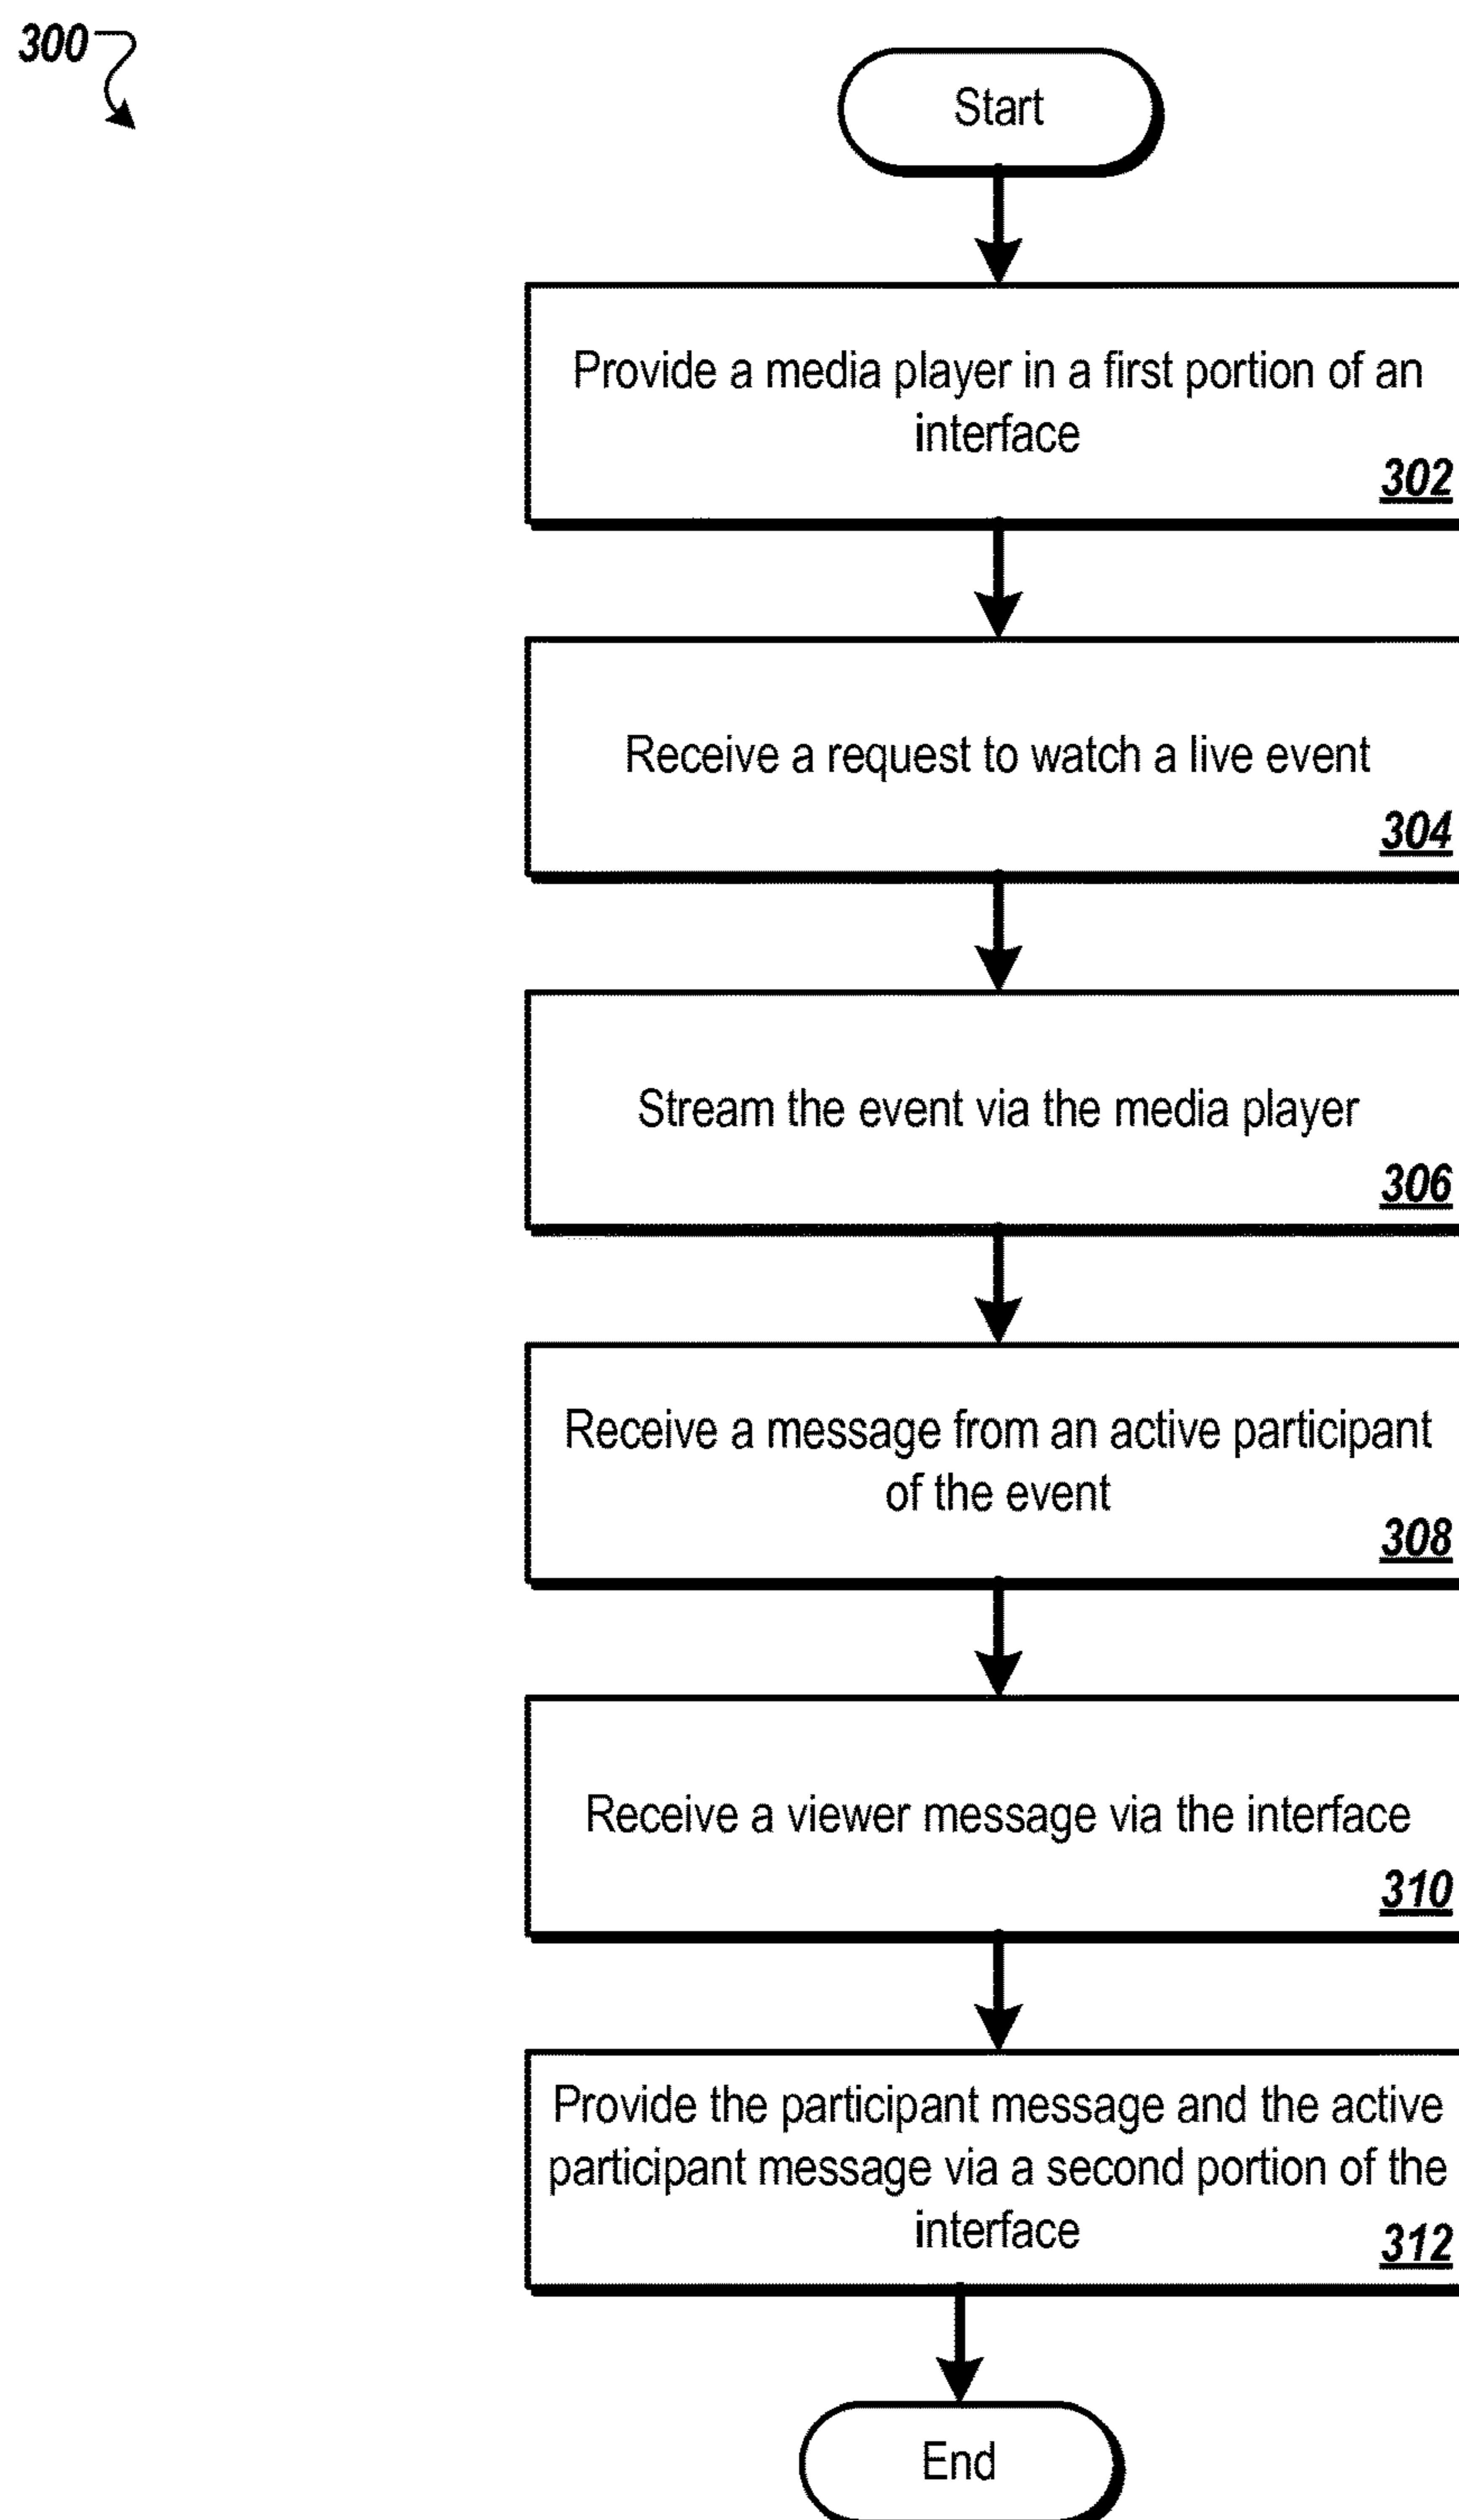 300
Start
Provide a media player in a first portion of an
interface
302
Receive a request to watch a live event
304
Stream the event via the media player
306
Receive a message from an active participant
of the event
308
Receive a viewer message via the interface
310
Provide the participant message and the active
participant message via a second portion of the
interface
312
End